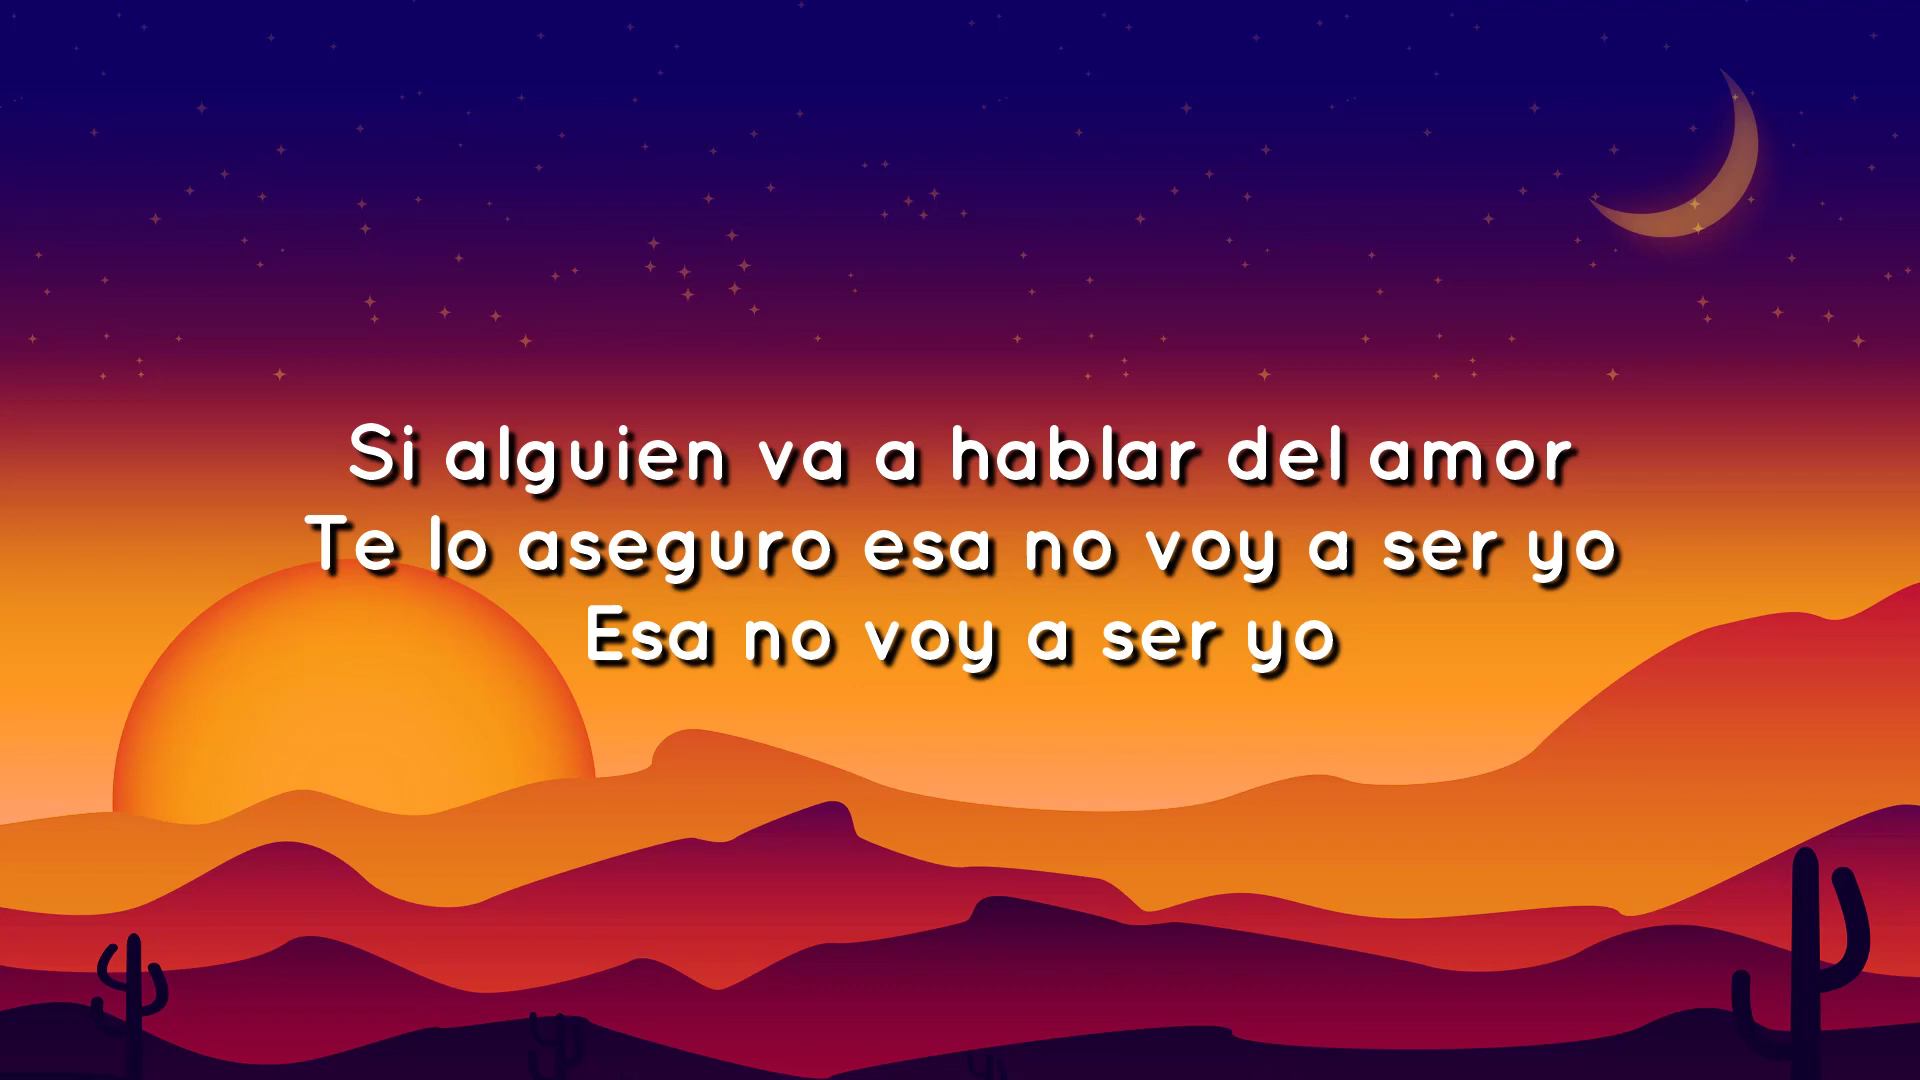 Si alguien va a hablar del amor
Te lo aseguro esa no voy a ser yo
Esa no voy a ser yo